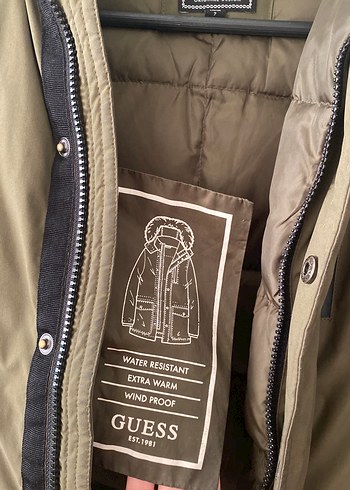 WATER RESISTANT
EXTRA WARM
WIND PROOF
GUESS
EST. 1981